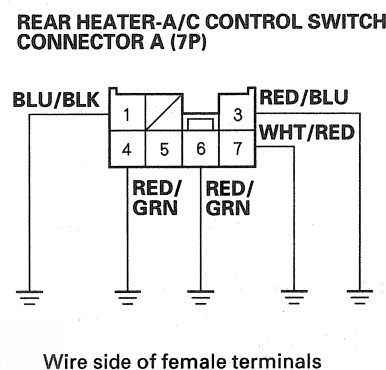 REAR HEATER-A/C CONTROL SWITCH
CONNECTOR A (7P)
BLU/BLK
RED/BLU
1
3
WHT/RED
4 5 6 7
RED/ RED/
GRN GRN
Wire side of female terminals